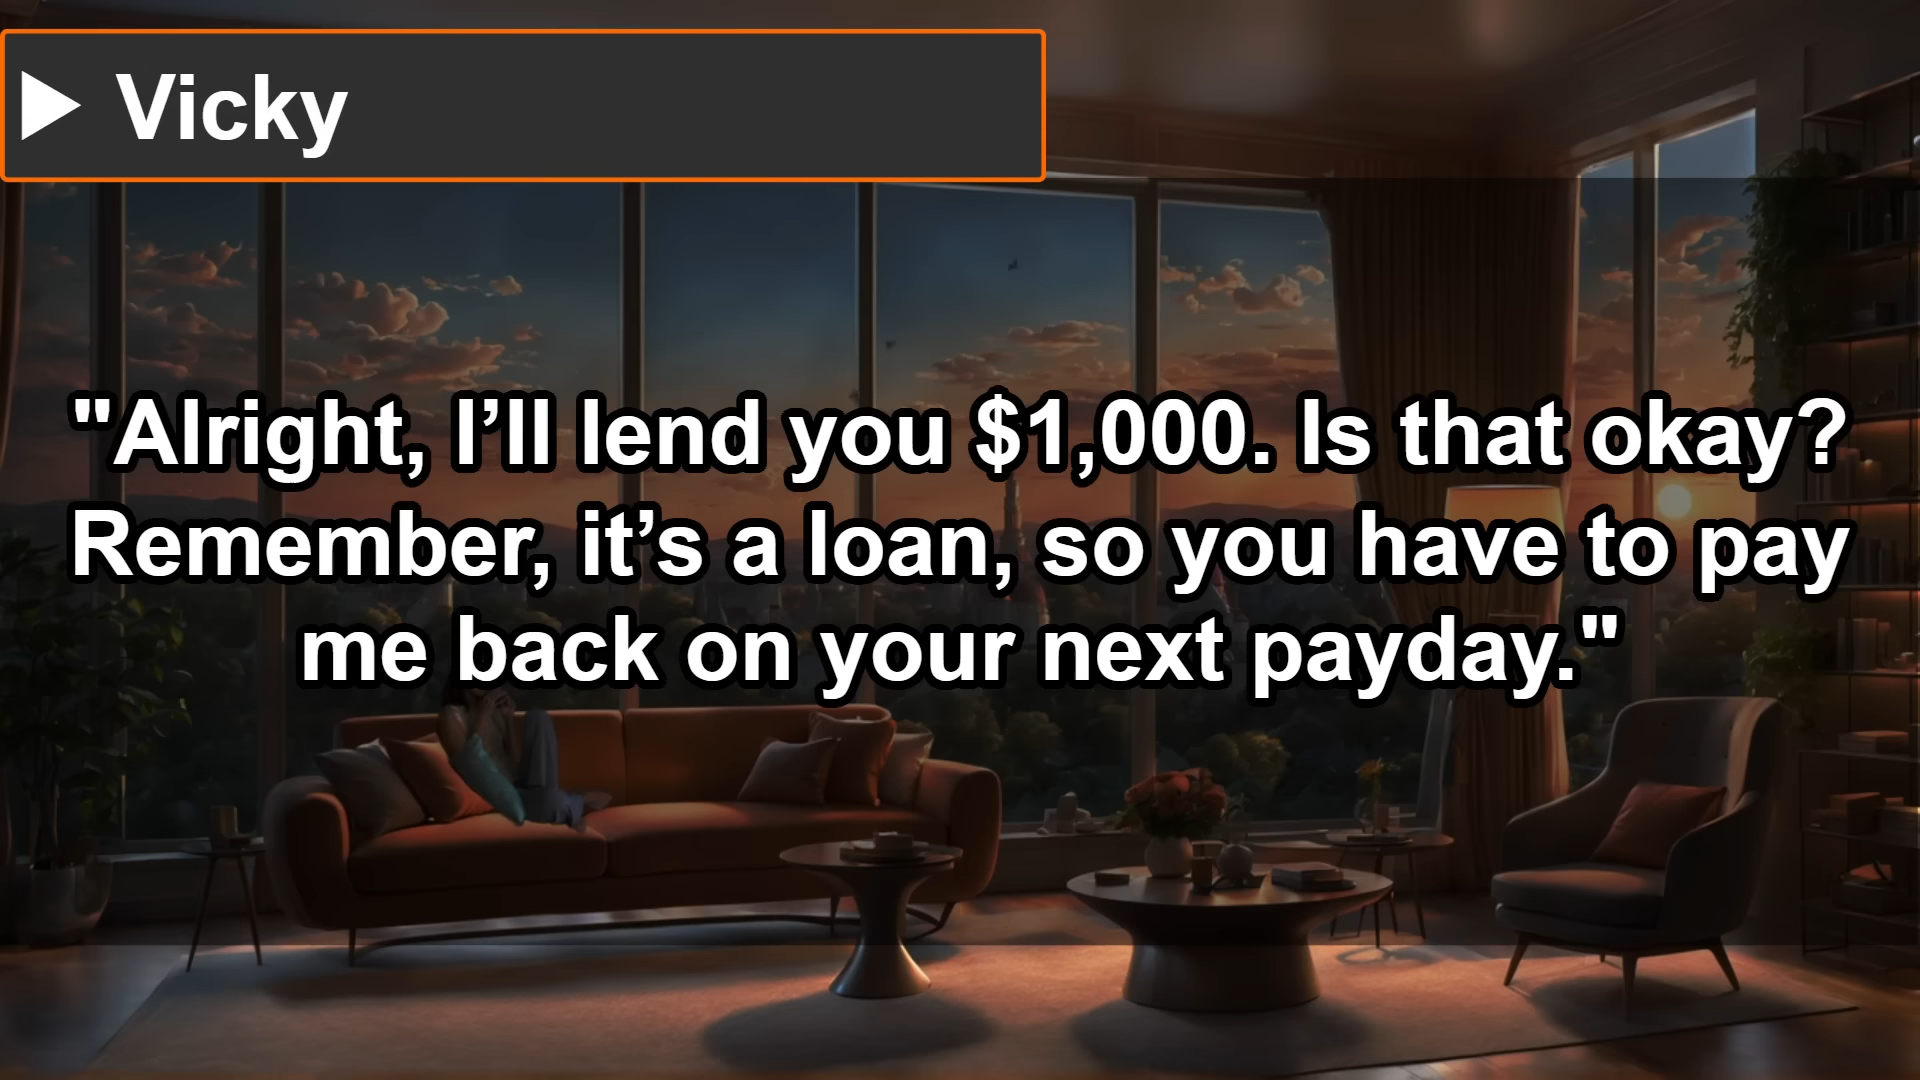 Vicky
"Alright, I’ll lend you $1,000. Is that okay?
Remember, it’s a loan, so you have to pay
me back on your next payday."